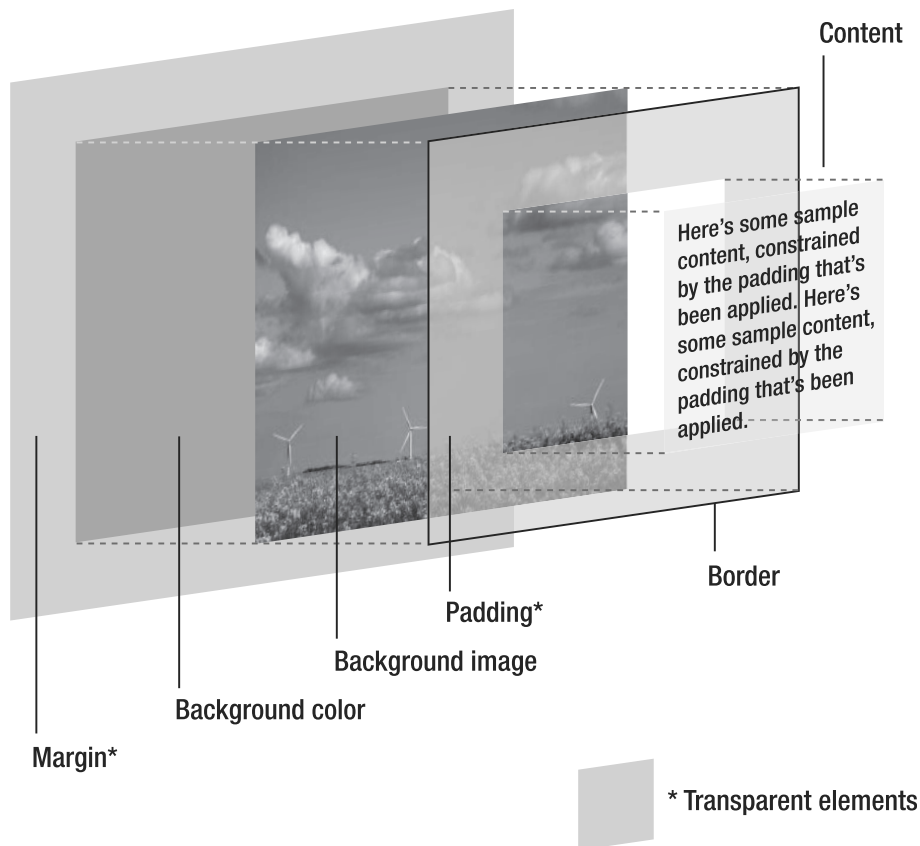 Content
Here's some sample
content, constrained
by the padding that's
been applied. Here's
some sample content,
constrained by the
padding that's been
applied.
Border
Padding*
Background image
Background color
Margin*
* Transparent elements